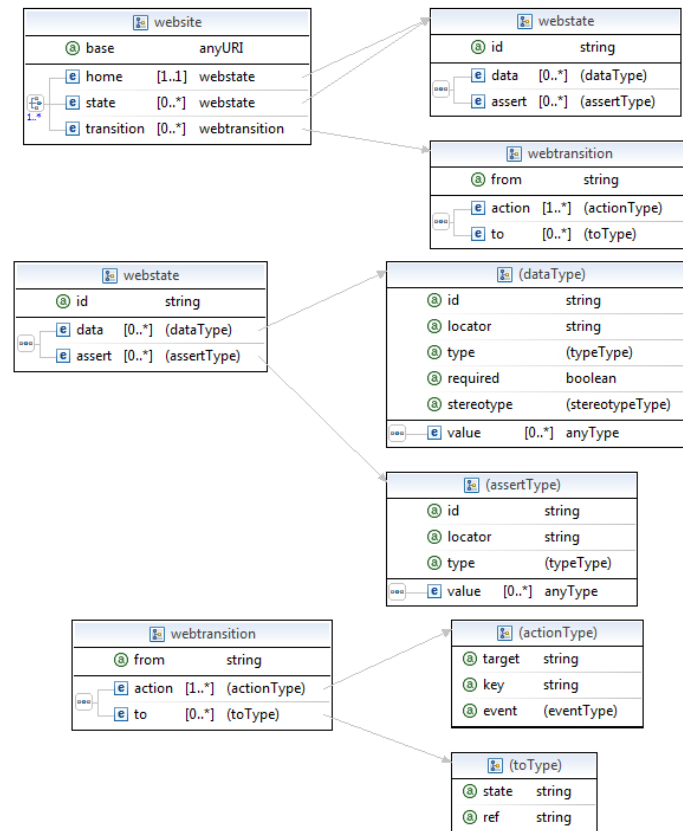 website
a base anyURI
e home [1..1] webstate
e state [0..*] webstate
1..*
e transition [0..*] webtransition
webstate
a id string
e data [0..*] (dataType)
e assert [0..*] (assertType)
webtransition
a from string
e action [1..*] (actionType)
e to [0..*] (toType)
webstate
a id string
e data [0..*] (dataType)
e assert [0..*] (assertType)
(dataType)
a id string
a locator string
a type (typeType)
a required boolean
a stereotype (stereotypeType)
e value [0..*] anyType
(assertType)
a id string
a locator string
a type (typeType)
e value [0..*] anyType
webtransition
a from string
e action [1..*] (actionType)
e to [0..*] (toType)
(actionType)
a target string
a key string
a event (eventType)
(toType)
a state string
a ref string